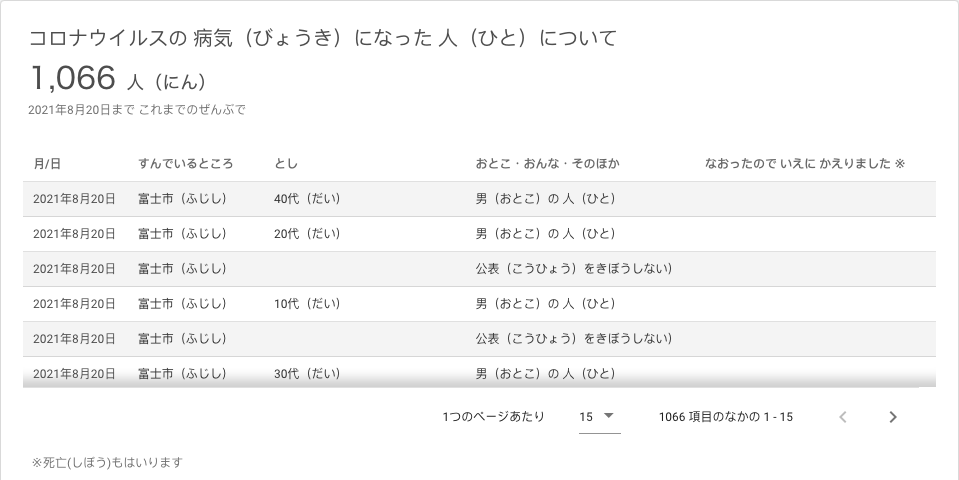 コロナウイルスの 病気（びょうき）になった 人（ひと）について
1,066 人（にん）
2021年8月20日まで これまでのぜんぶで
月/日 すんでいるところ とし おとこ・おんな・そのほか なおったので いえに かえりました ※
2021年8月20日 富士市（ふじし） 40代（だい） 男（おとこ）の 人（ひと）
2021年8月20日 富士市（ふじし） 20代（だい） 男（おとこ）の 人（ひと）
2021年8月20日 富士市（ふじし） 公表（こうひょう）をきぼうしない)
2021年8月20日 富士市（ふじし） 10代（だい） 男（おとこ）の 人（ひと）
2021年8月20日 富士市（ふじし） 公表（こうひょう）をきぼうしない)
2021年8月20日 富士市（ふじし） 30代（だい） 男（おとこ）の 人（ひと）
1つのページあたり 15 1066 項目のなかの 1 - 15
※死亡(しぼう)もはいります